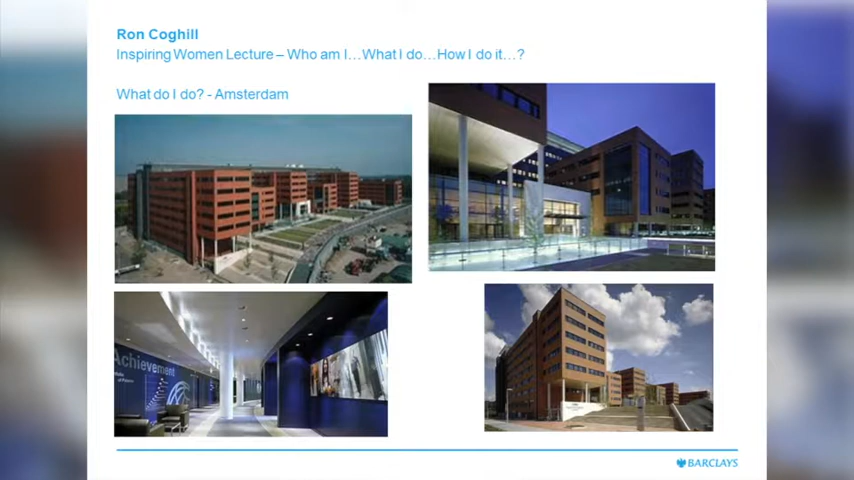 Ron Coghill
Inspiring Women Lecture – Who am I…What I do…How I do it…?
What do I do? - Amsterdam
Achievement
BARCLAYS